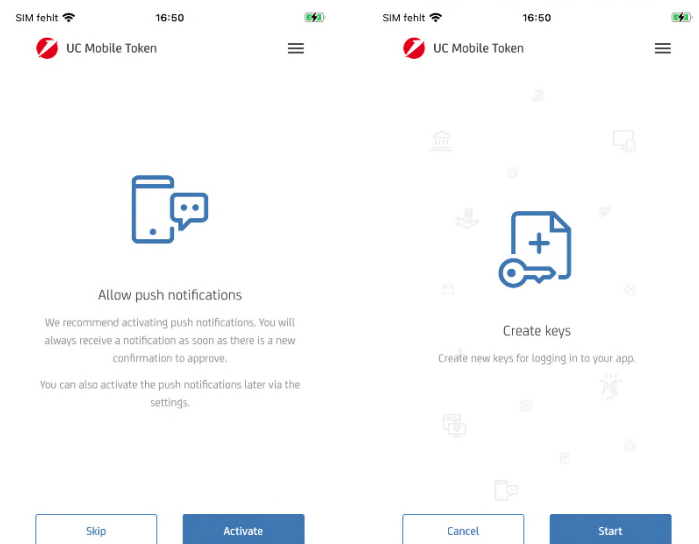 SIM fehlt 16:50
UC Mobile Token
Allow push notifications
We recommend activating push notifications. You will
always receive a notification as soon as there is a new
confirmation to approve.
You can also activate the push notifications later via the
settings.
Skip
Activate
SIM fehlt 16:50
UC Mobile Token
Create keys
Create new keys for logging in to your app.
Cancel
Start